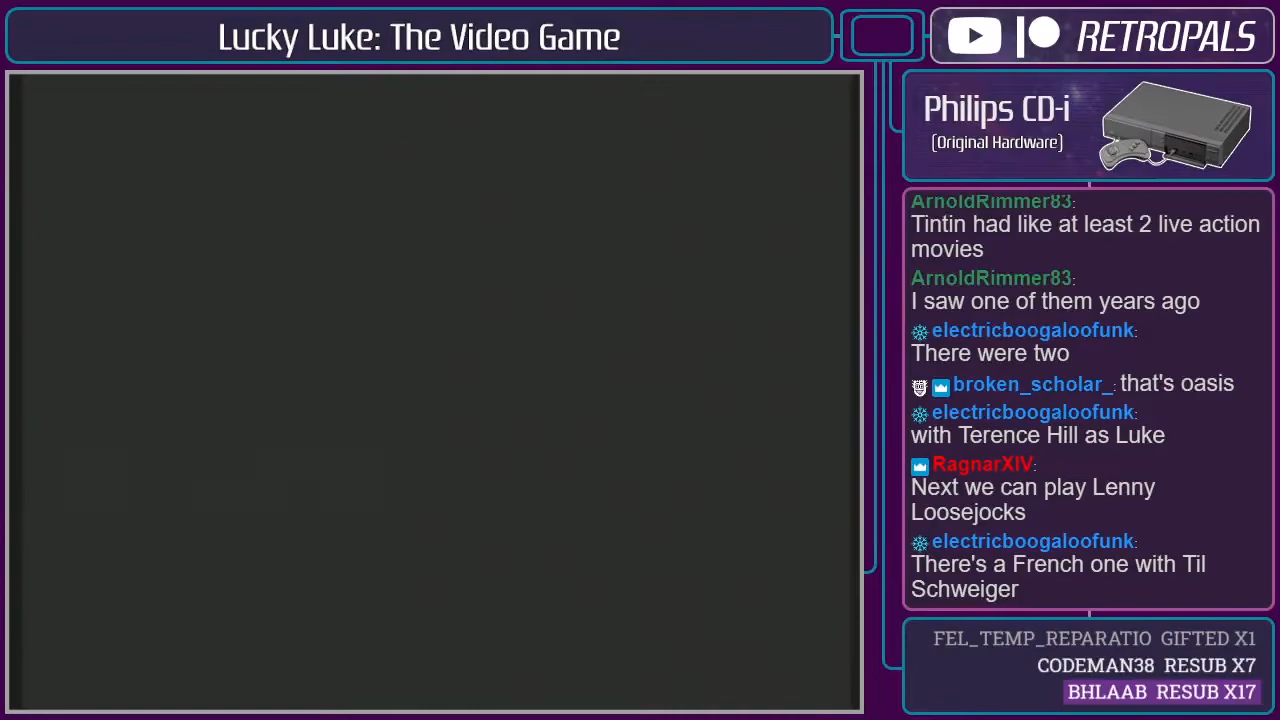 Lucky Luke: The Video Game
RETROPALS
Philips CD-i
(Original Hardware)
ArnoldRimmer83:
Tintin had like at least 2 live action
movies
ArnoldRimmer83:
I saw one of them years ago
electricboogaloofunk:
There were two
broken_scholar_: that's oasis
electricboogaloofunk:
with Terence Hill as Luke
RagnarXIV:
Next we can play Lenny
Loosejocks
electricboogaloofunk:
There's a French one with Til
Schweiger
FEL_TEMP_REPARATIO GIFTED X1
CODEMAN38 RESUB X7
BHLAAB RESUB X17